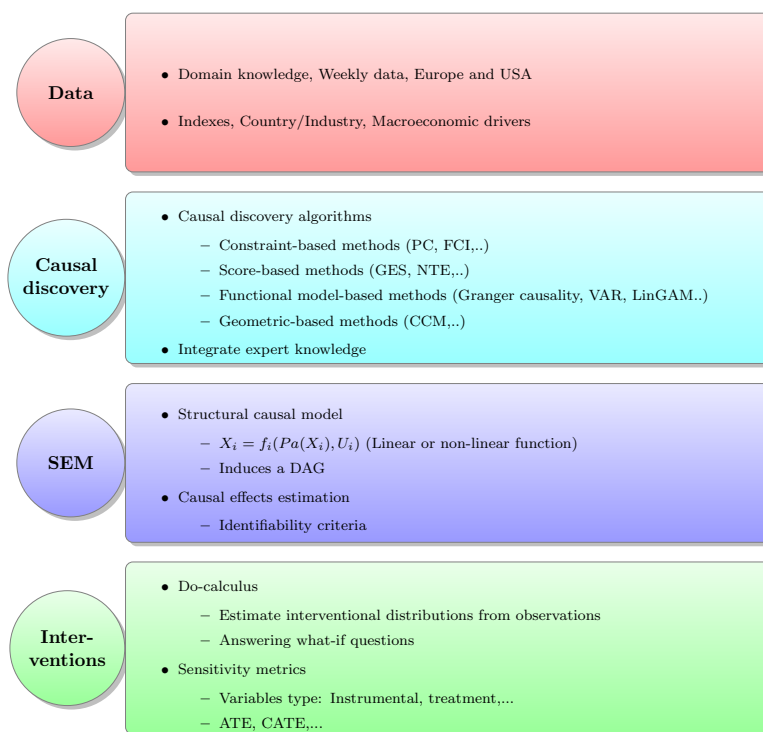 Data
• Domain knowledge, Weekly data, Europe and USA
• Indexes, Country/Industry, Macroeconomic drivers
Causal
discovery
• Causal discovery algorithms
– Constraint-based methods (PC, FCI,..)
– Score-based methods (GES, NTE,..)
– Functional model-based methods (Granger causality, VAR, LinGAM..)
– Geometric-based methods (CCM,..)
• Integrate expert knowledge
SEM
• Structural causal model
– X_i = f_i(Pa(X_i), U_i) (Linear or non-linear function)
– Induces a DAG
• Causal effects estimation
– Identifiability criteria
Inter-
ventions
• Do-calculus
– Estimate interventional distributions from observations
– Answering what-if questions
• Sensitivity metrics
– Variables type: Instrumental, treatment,...
– ATE, CATE,...